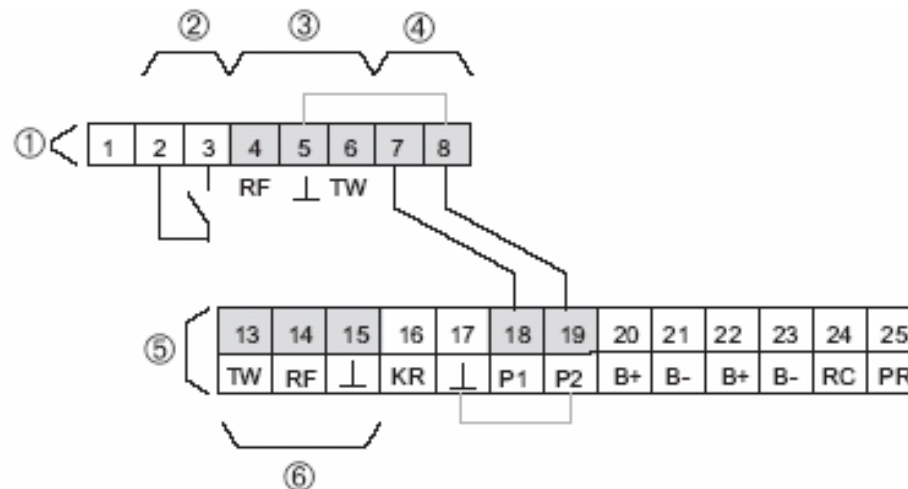 ② ③ ④
① 1 2 3 4 5 6 7 8
RF ⊥ TW
⑤ 13 14 15 16 17 18 19 20 21 22 23 24 25
TW RF ⊥ KR ⊥ P1 P2 B+ B- B+ B- RC PR
⑥